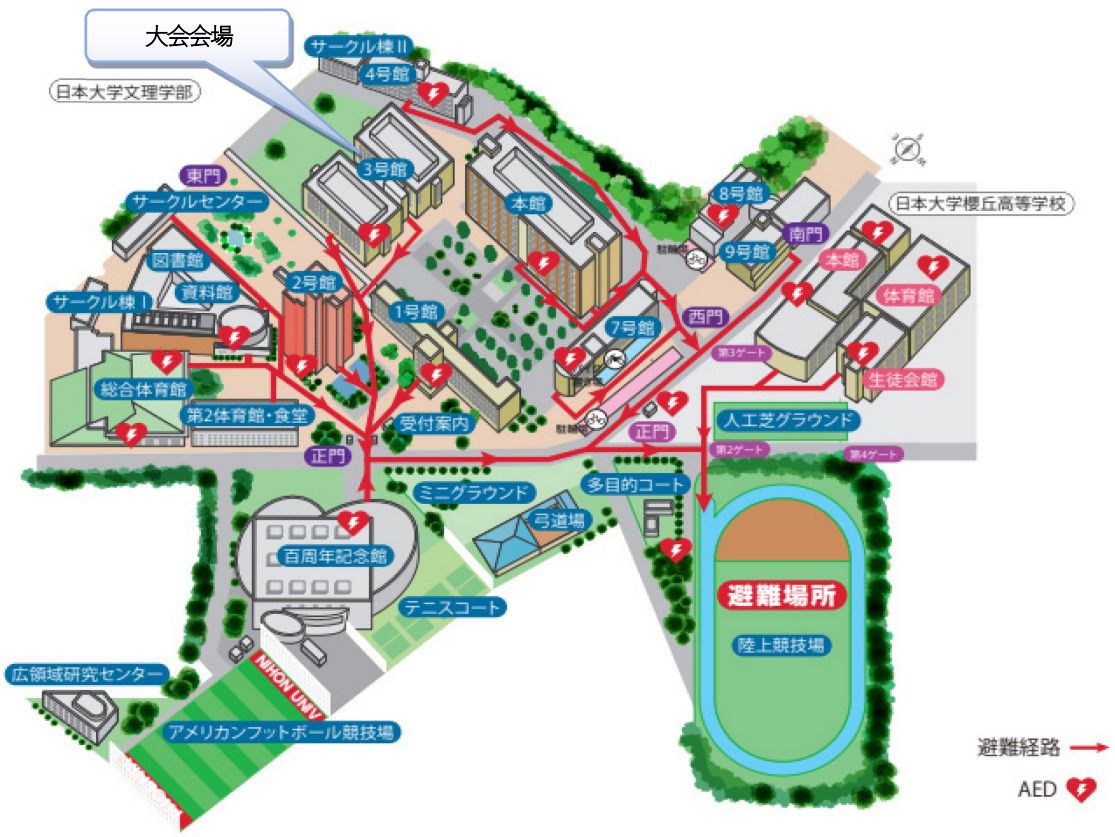 大会会場
サークル棟Ⅱ
4号館
日本大学文理学部
3号館
東門
サークルセンター
本館
8号館
日本大学櫻丘高等学校
南門
9号館
駐輪場
図書館
資料館
2号館
サークル棟Ⅰ
1号館
7号館
西門
本館
体育館
第3ゲート
生徒会館
総合体育館
第2体育館・食堂
受付案内
駐輪場
正門
人工芝グラウンド
正門
第2ゲート
第4ゲート
ミニグラウンド
多目的コート
弓道場
百周年記念館
テニスコート
避難場所
陸上競技場
広領域研究センター
NIHON UNIV
アメリカンフットボール競技場
避難経路
AED